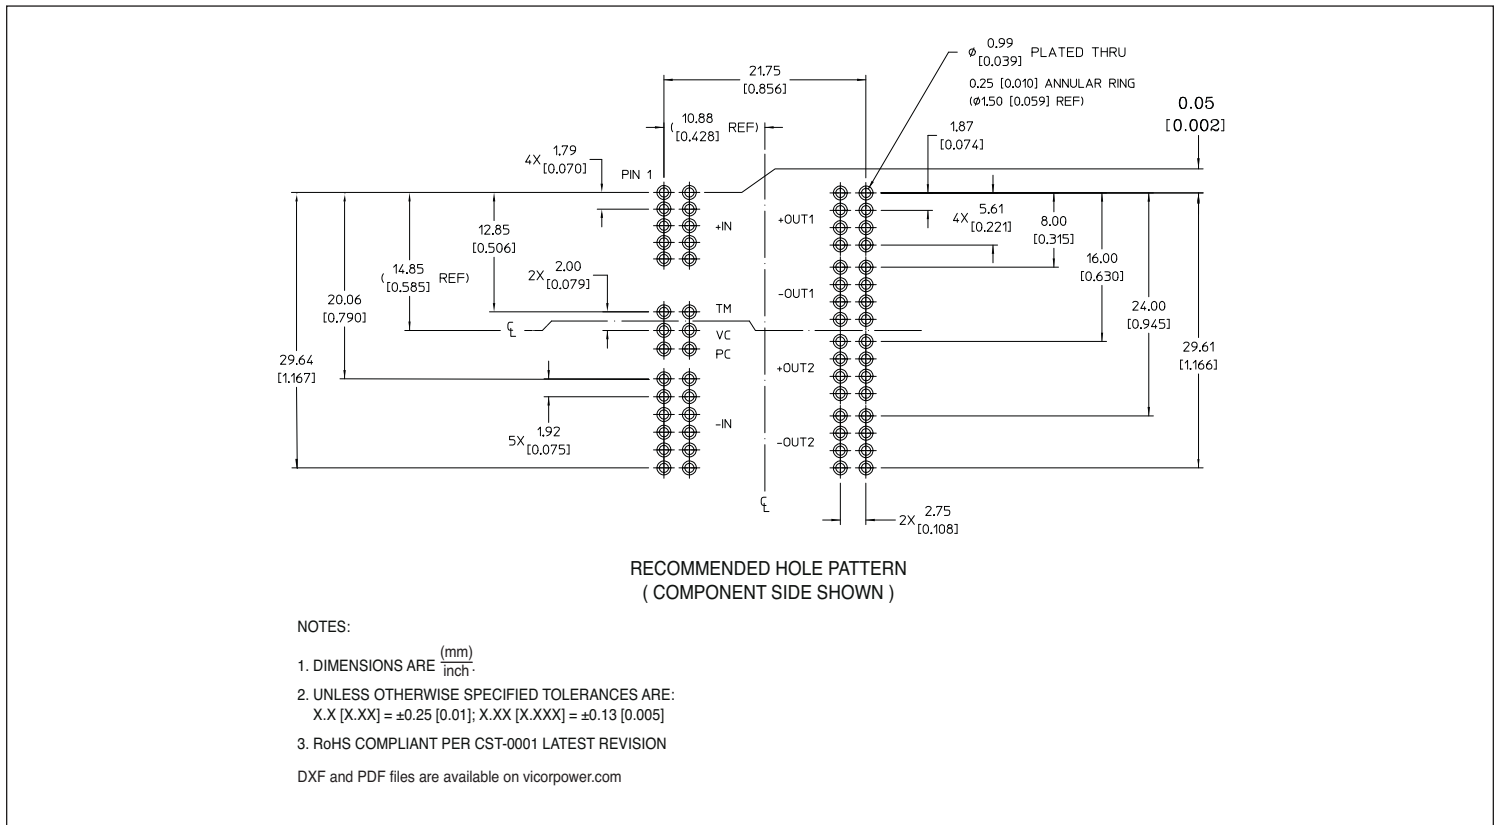 0.99
Ø [0.039] PLATED THRU
0.25 [0.010] ANNULAR RING
(Ø1.50 [0.059] REF)
21.75
[0.856]
0.05
[0.002]
10.88
( [0.428] REF)
1.87
[0.074]
4X 1.79
[0.070]
PIN 1
+IN
+OUT1
4X 5.61
[0.221]
8.00
[0.315]
12.85
[0.506]
16.00
[0.630]
14.85
( [0.585] REF)
2X 2.00
[0.079]
-OUT1
20.06
[0.790]
TM
24.00
[0.945]
℄
VC
PC
29.64
[1.167]
29.61
[1.166]
+OUT2
-IN
5X 1.92
[0.075]
-OUT2
℄
2X 2.75
[0.108]
RECOMMENDED HOLE PATTERN
( COMPONENT SIDE SHOWN )
NOTES:
1. DIMENSIONS ARE (mm)/inch.
2. UNLESS OTHERWISE SPECIFIED TOLERANCES ARE:
X.X [X.XX] = ±0.25 [0.01]; X.XX [X.XXX] = ±0.13 [0.005]
3. RoHS COMPLIANT PER CST-0001 LATEST REVISION
DXF and PDF files are available on vicorpower.com